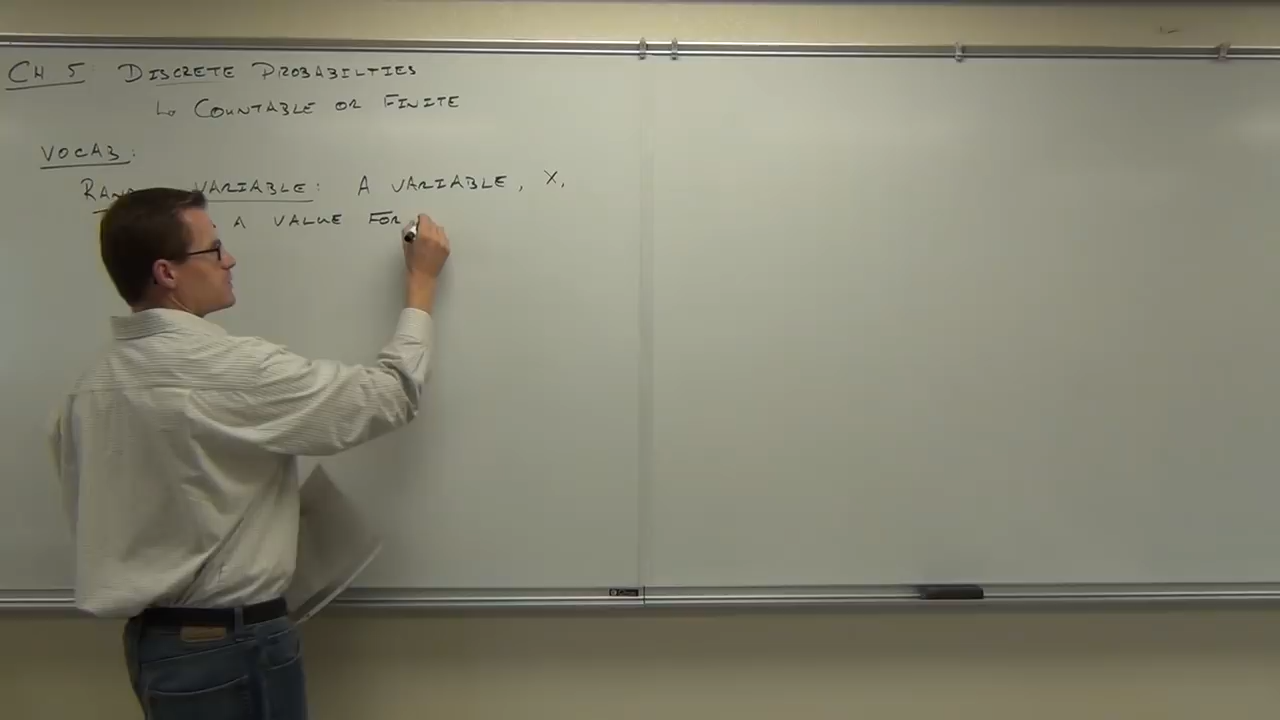 CH 5: DISCRETE PROBABILTIES
↳ COUNTABLE OR FINITE
VOCAB:
VARIABLE: A VARIABLE, X,
A VALUE FOR